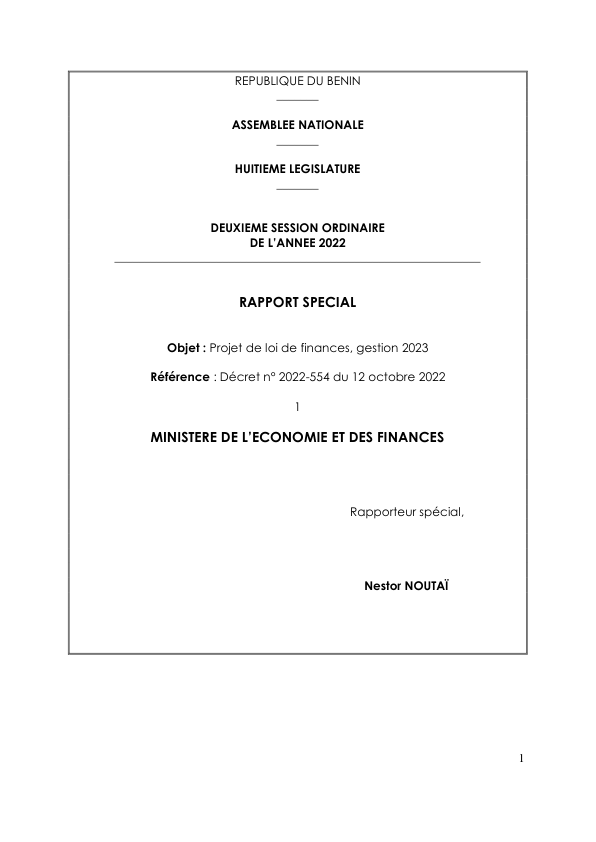 REPUBLIQUE DU BENIN
ASSEMBLEE NATIONALE
HUITIEME LEGISLATURE
DEUXIEME SESSION ORDINAIRE
DE L’ANNEE 2022
RAPPORT SPECIAL
Objet : Projet de loi de finances, gestion 2023
Référence : Décret n° 2022-554 du 12 octobre 2022
1
MINISTERE DE L’ECONOMIE ET DES FINANCES
Rapporteur spécial,
Nestor NOUTAÏ
1